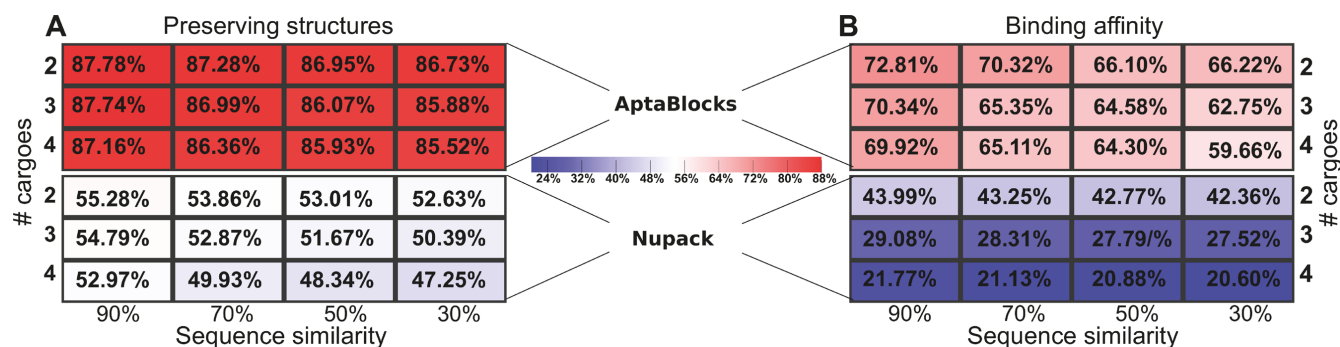 A Preserving structures
B Binding affinity
2 87.78% 87.28% 86.95% 86.73%
3 87.74% 86.99% 86.07% 85.88%
4 87.16% 86.36% 85.93% 85.52%
2 55.28% 53.86% 53.01% 52.63%
3 54.79% 52.87% 51.67% 50.39%
4 52.97% 49.93% 48.34% 47.25%
# cargoes
90% 70% 50% 30%
Sequence similarity
AptaBlocks
24% 32% 40% 48% 56% 64% 72% 80% 88%
Nupack
72.81% 70.32% 66.10% 66.22% 2
70.34% 65.35% 64.58% 62.75% 3
69.92% 65.11% 64.30% 59.66% 4
43.99% 43.25% 42.77% 42.36% 2
29.08% 28.31% 27.79/% 27.52% 3
21.77% 21.13% 20.88% 20.60% 4
# cargoes
90% 70% 50% 30%
Sequence similarity